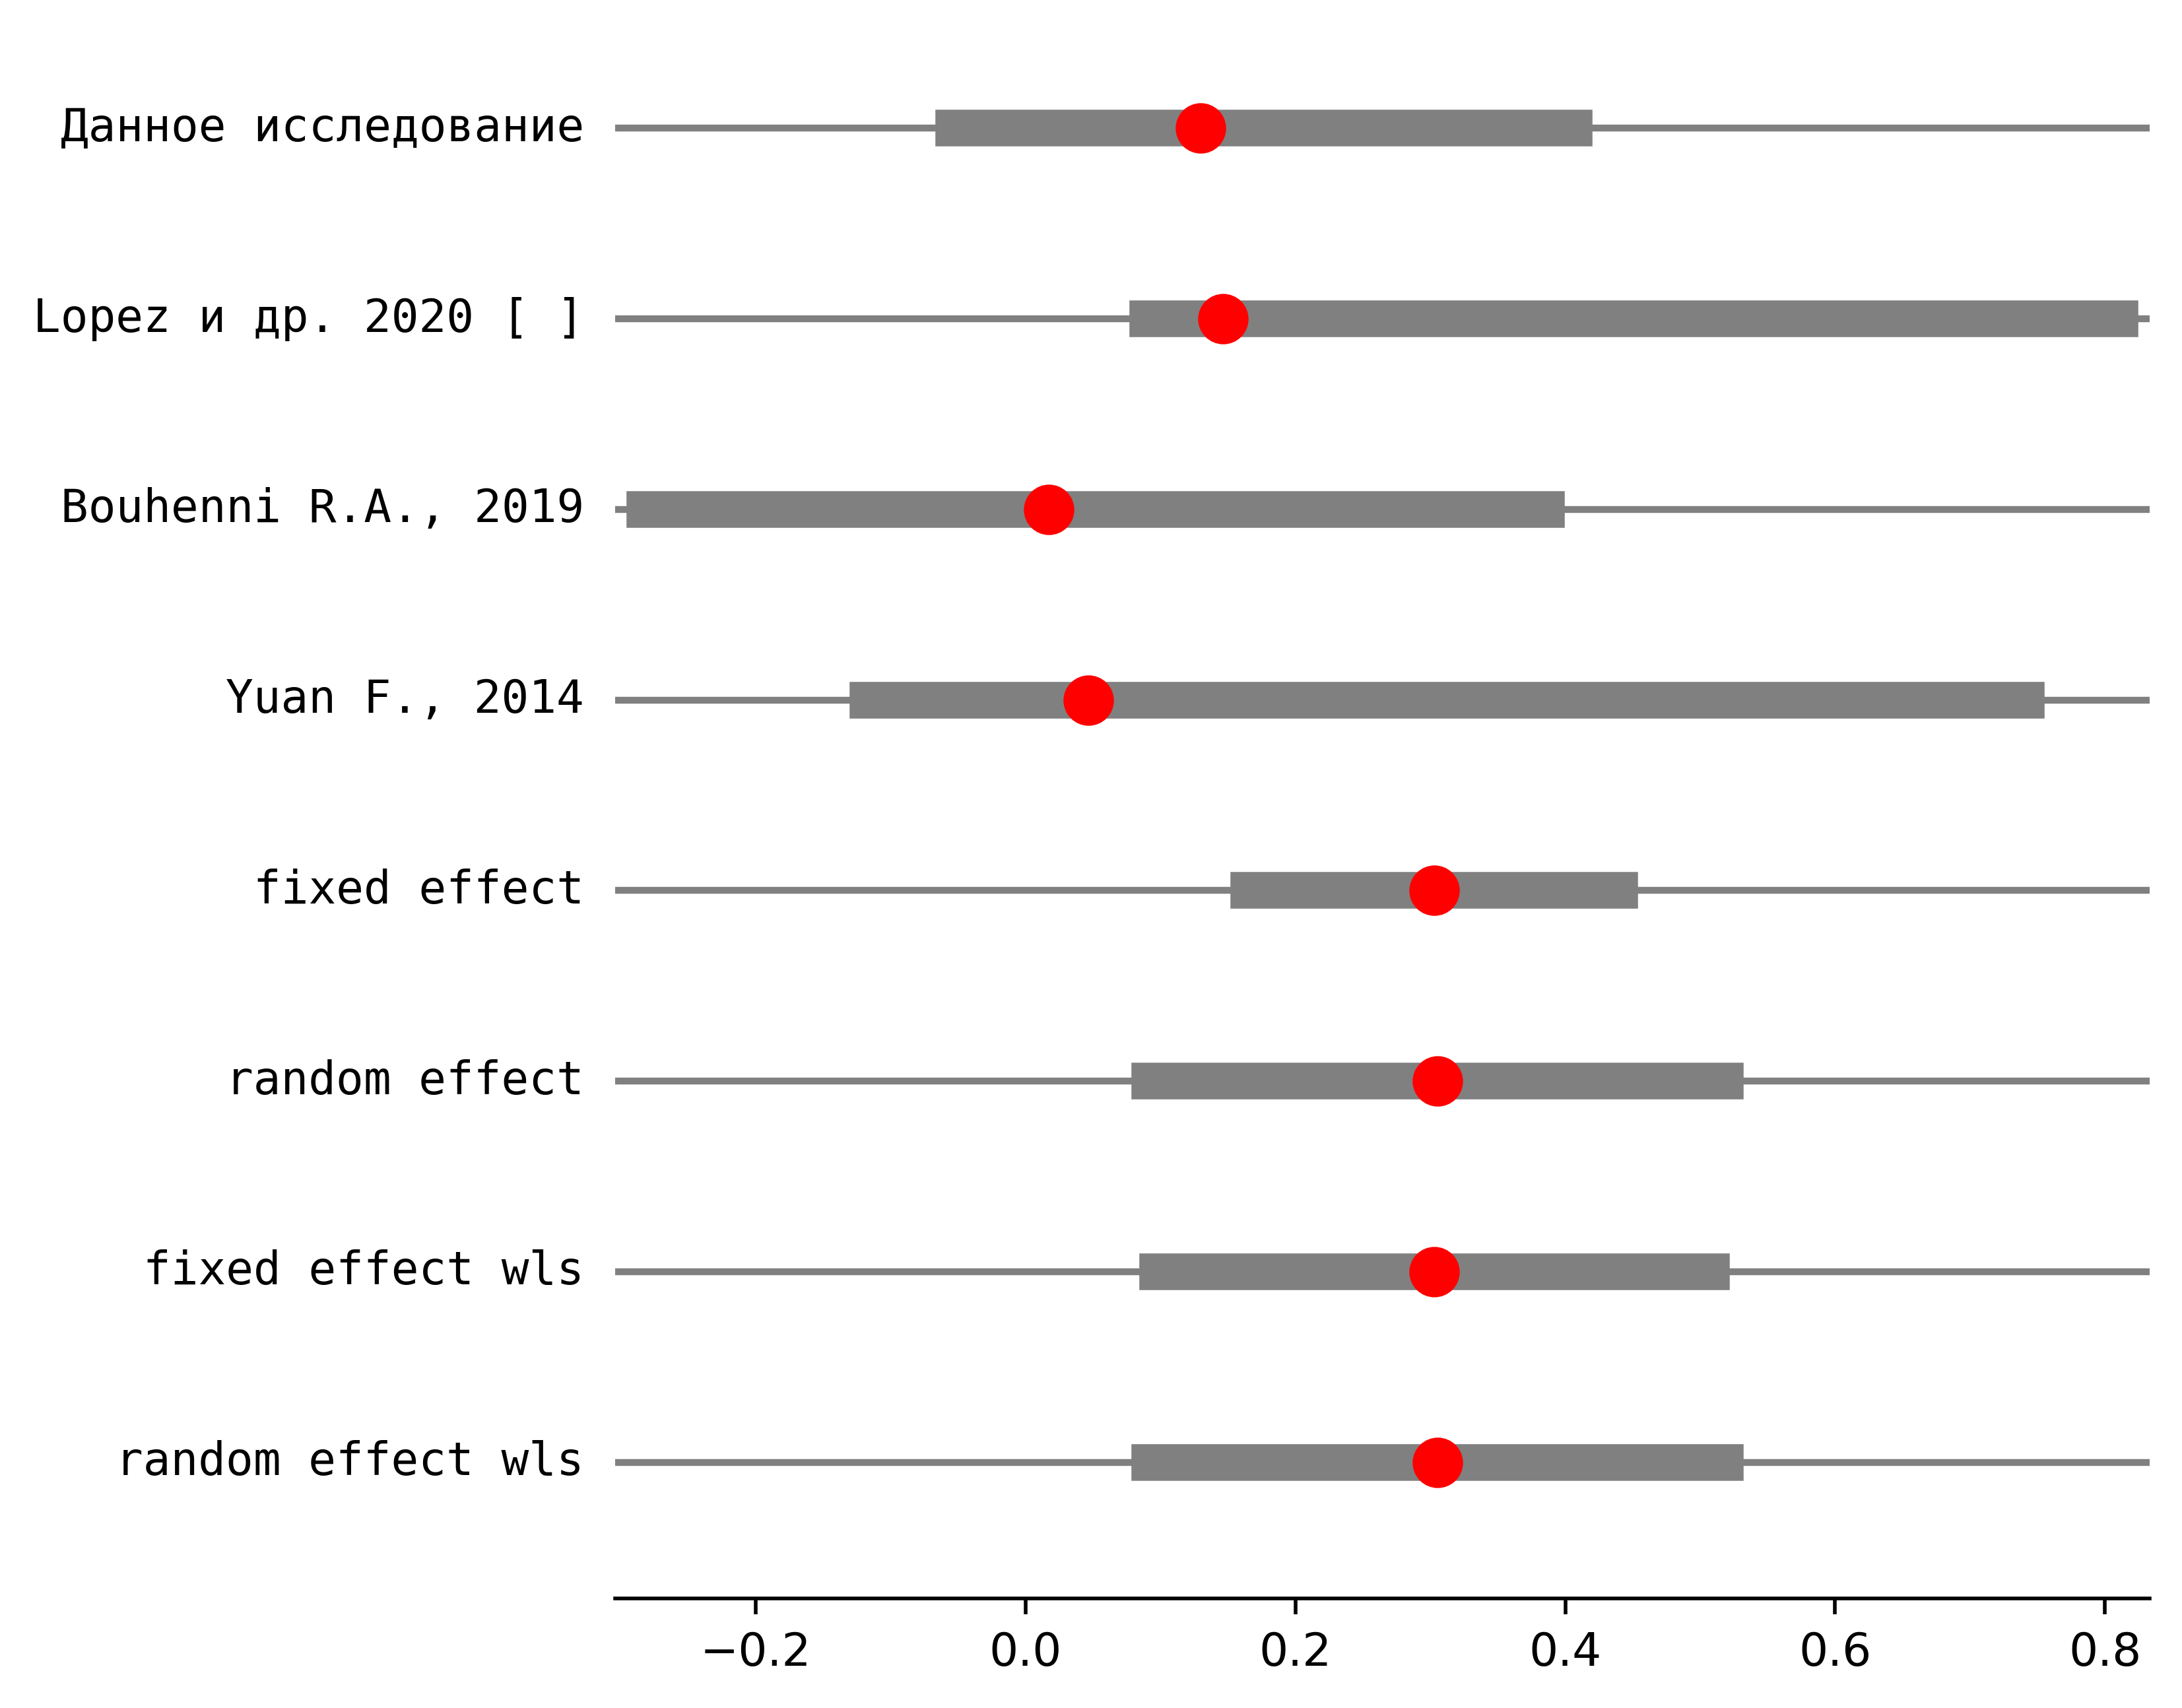 Данное исследование
Lopez и др. 2020 [ ]
Bouhenni R.A., 2019
Yuan F., 2014
fixed effect
random effect
fixed effect wls
random effect wls
−0.2 0.0 0.2 0.4 0.6 0.8